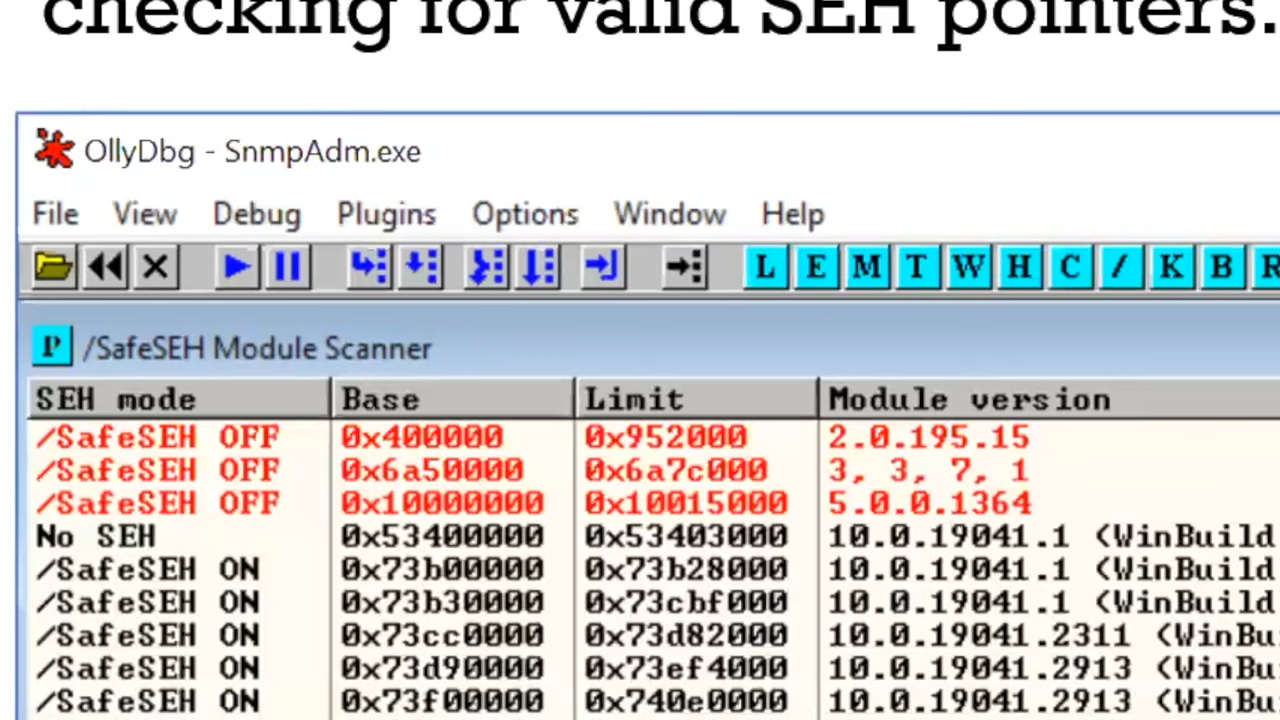 checking for valid SEH pointers.
OllyDbg - SnmpAdm.exe
File View Debug Plugins Options Window Help
L E M T W H C / K B R
P /SafeSEH Module Scanner
SEH mode Base Limit Module version
/SafeSEH OFF 0x400000 0x952000 2.0.195.15
/SafeSEH OFF 0x6a50000 0x6a7c000 3, 3, 7, 1
/SafeSEH OFF 0x10000000 0x10015000 5.0.0.1364
No SEH 0x53400000 0x53403000 10.0.19041.1 (WinBuild
/SafeSEH ON 0x73b00000 0x73b28000 10.0.19041.1 (WinBuild
/SafeSEH ON 0x73b30000 0x73cbf000 10.0.19041.1 (WinBuild
/SafeSEH ON 0x73cc0000 0x73d82000 10.0.19041.2311 (WinBu
/SafeSEH ON 0x73d90000 0x73ef4000 10.0.19041.2913 (WinBu
/SafeSEH ON 0x73f00000 0x740e0000 10.0.19041.2913 (WinBu